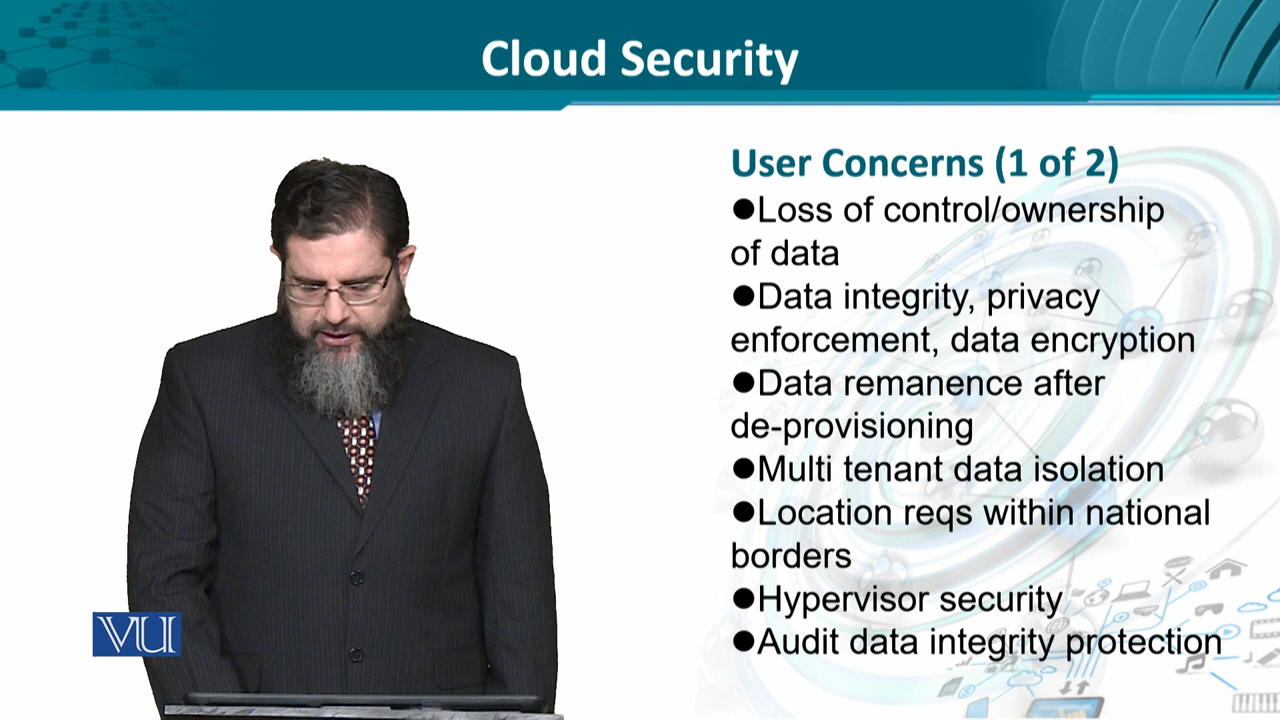 Cloud Security
User Concerns (1 of 2)
●Loss of control/ownership
of data
●Data integrity, privacy
enforcement, data encryption
●Data remanence after
de-provisioning
●Multi tenant data isolation
●Location reqs within national
borders
●Hypervisor security
●Audit data integrity protection
VU